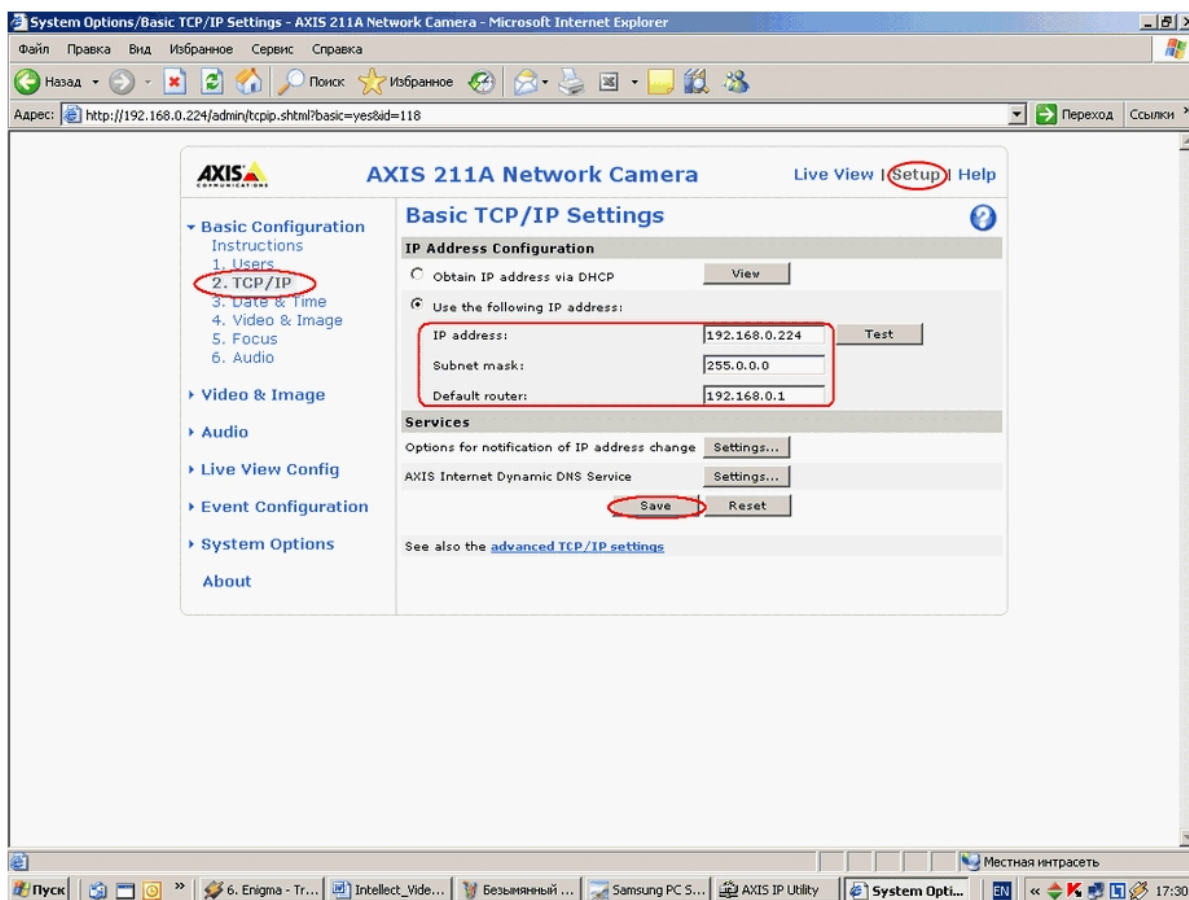 System Options/Basic TCP/IP Settings - AXIS 211A Network Camera - Microsoft Internet Explorer
Файл Правка Вид Избранное Сервис Справка
Назад Поиск Избранное
Адрес: http://192.168.0.224/admin/tcpip.shtml?basic=yes&id=118 Переход Ссылки »
AXIS
COMMUNICATIONS
AXIS 211A Network Camera
Live View | Setup | Help
Basic Configuration
Instructions
1. Users
2. TCP/IP
3. Date & Time
4. Video & Image
5. Focus
6. Audio
Video & Image
Audio
Live View Config
Event Configuration
System Options
About
Basic TCP/IP Settings
?
IP Address Configuration
Obtain IP address via DHCP View
Use the following IP address:
IP address: 192.168.0.224 Test
Subnet mask: 255.0.0.0
Default router: 192.168.0.1
Services
Options for notification of IP address change Settings...
AXIS Internet Dynamic DNS Service Settings...
Save Reset
See also the advanced TCP/IP settings
Местная интрасеть
Пуск » 6. Enigma - Tr... Intellect_Vide... Безымянный ... Samsung PC S... AXIS IP Utility System Opti... EN « 17:30